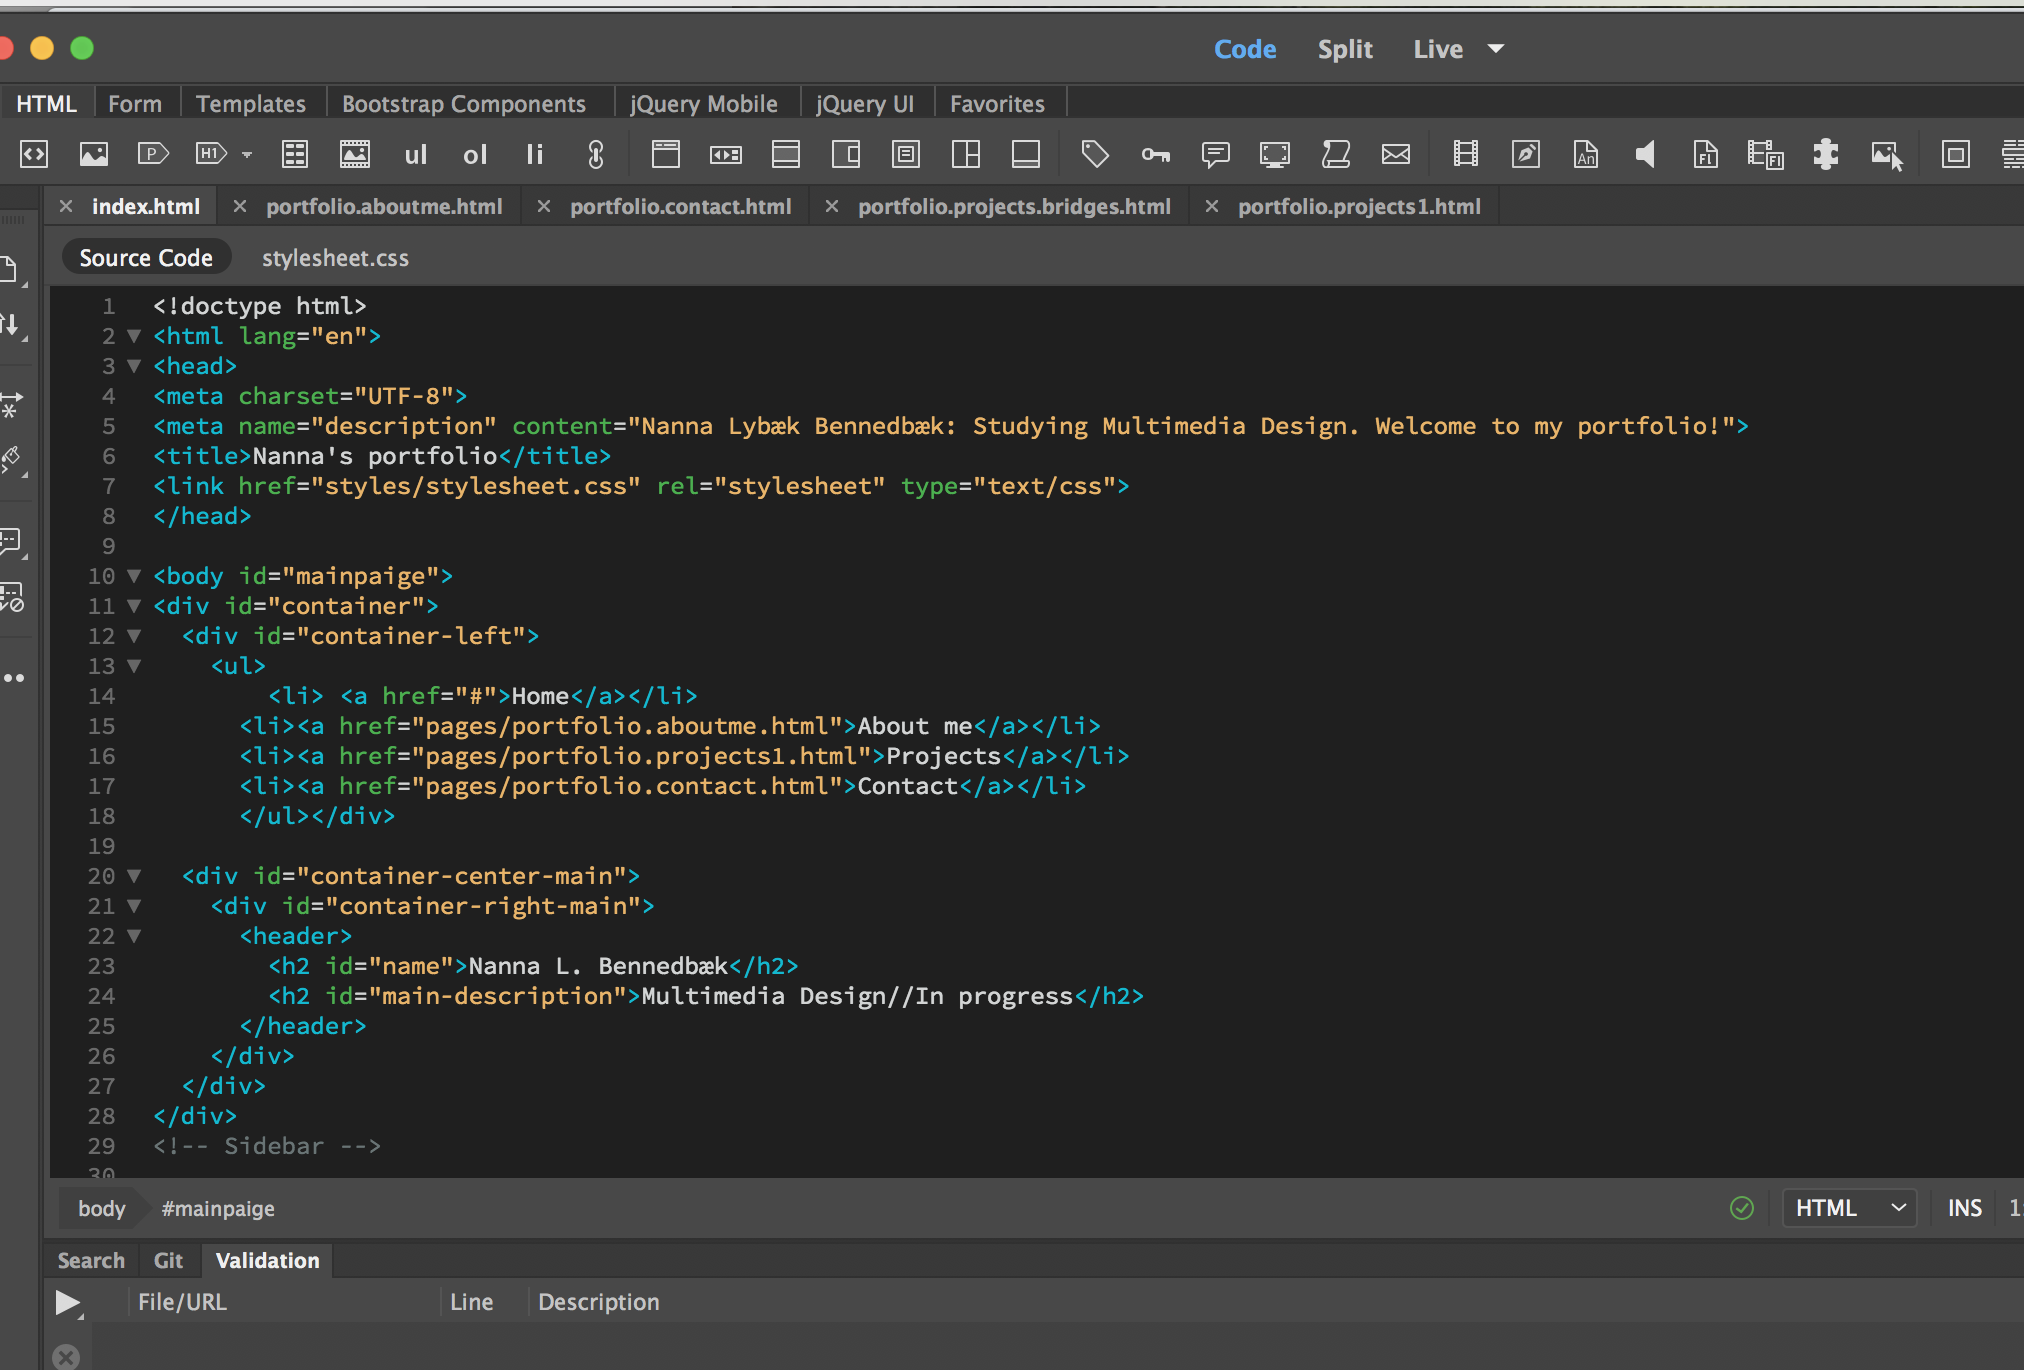 Code Split Live
HTML Form Templates Bootstrap Components jQuery Mobile jQuery UI Favorites
P H1 ul ol li An Fl Fl
index.html portfolio.aboutme.html portfolio.contact.html portfolio.projects.bridges.html portfolio.projects1.html
Source Code stylesheet.css
1 <!doctype html>
2 <html lang="en">
3 <head>
4 <meta charset="UTF-8">
5 <meta name="description" content="Nanna Lybæk Bennedbæk: Studying Multimedia Design. Welcome to my portfolio!">
6 <title>Nanna's portfolio</title>
7 <link href="styles/stylesheet.css" rel="stylesheet" type="text/css">
8 </head>
9
10 <body id="mainpaige">
11 <div id="container">
12 <div id="container-left">
13 <ul>
14 <li> <a href="#">Home</a></li>
15 <li><a href="pages/portfolio.aboutme.html">About me</a></li>
16 <li><a href="pages/portfolio.projects1.html">Projects</a></li>
17 <li><a href="pages/portfolio.contact.html">Contact</a></li>
18 </ul></div>
19
20 <div id="container-center-main">
21 <div id="container-right-main">
22 <header>
23 <h2 id="name">Nanna L. Bennedbæk</h2>
24 <h2 id="main-description">Multimedia Design//In progress</h2>
25 </header>
26 </div>
27 </div>
28 </div>
29 <!-- Sidebar -->
30
body #mainpaige HTML INS
Search Git Validation
File/URL Line Description